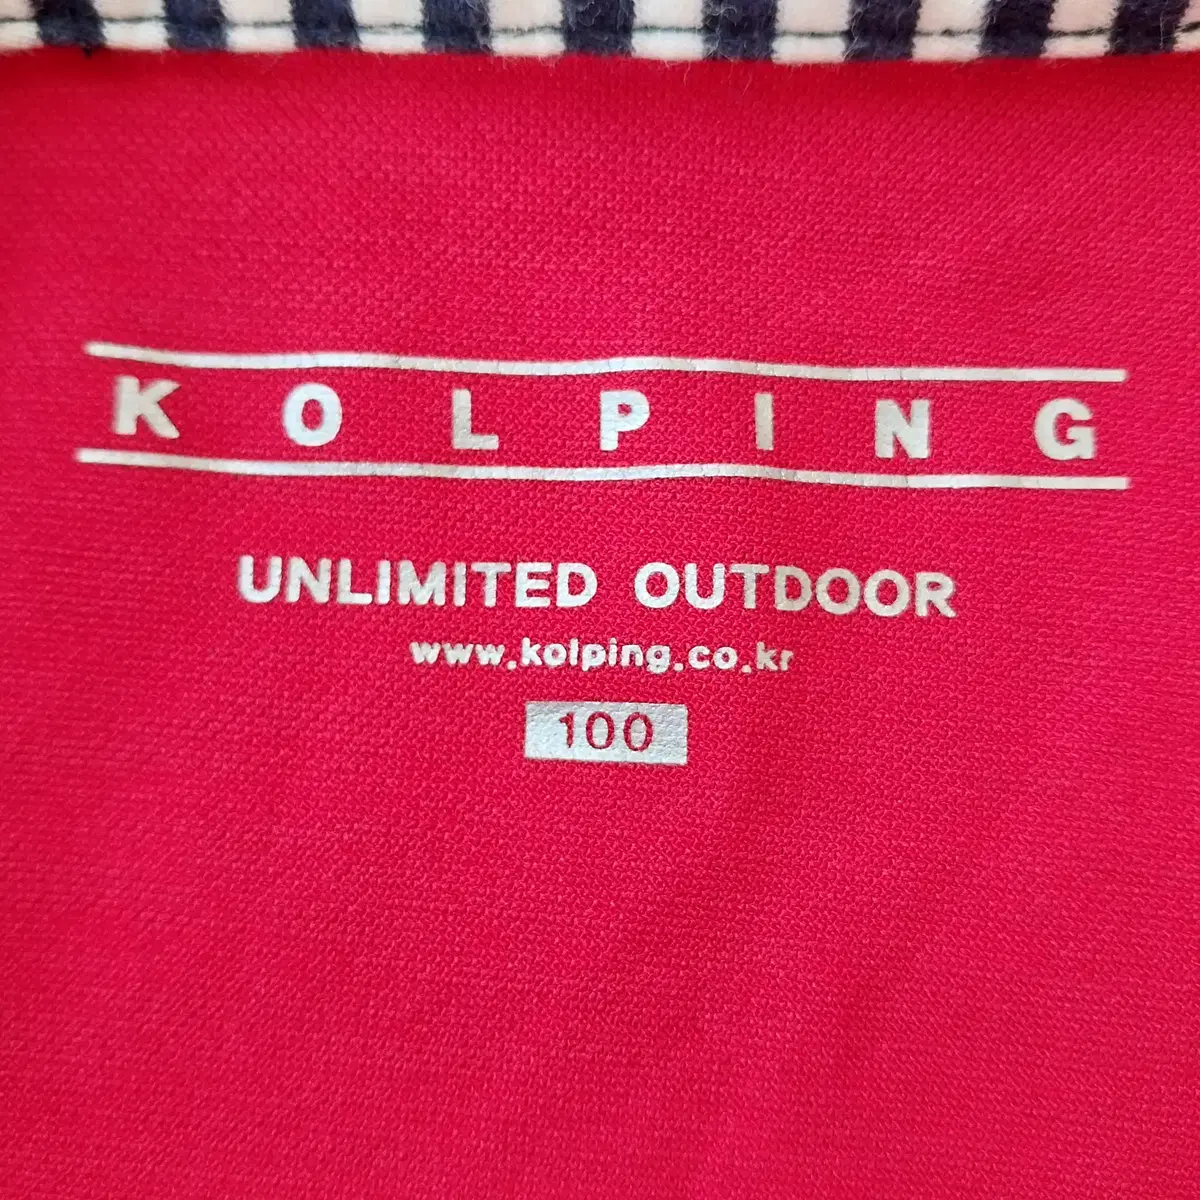 KOLPING
UNLIMITED OUTDOOR
www.kolping.co.kr
100